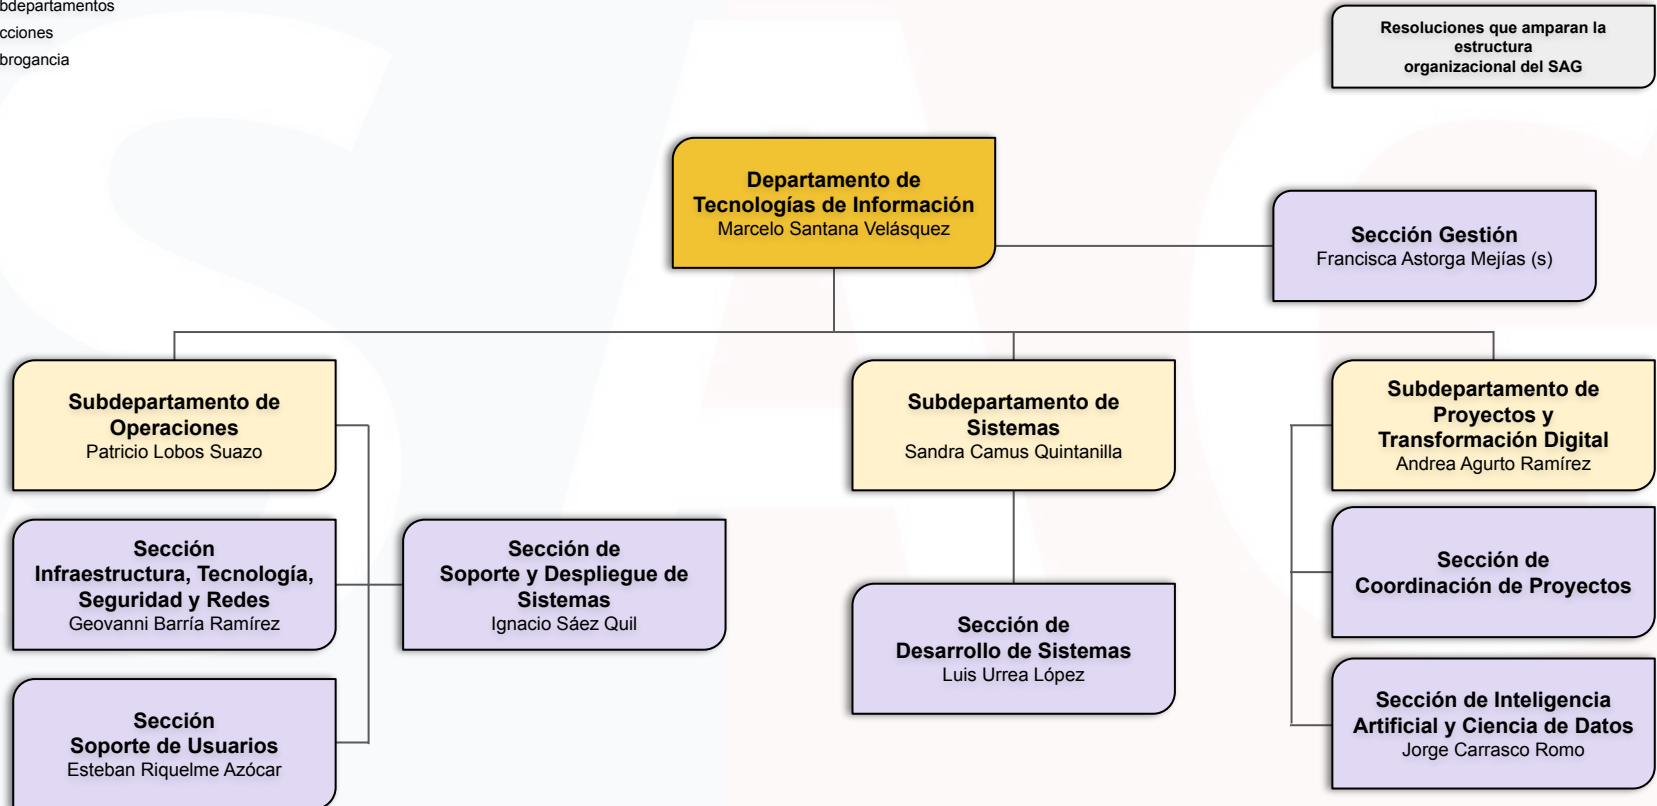 bdepartamentos
cciones
brogancia
Resoluciones que amparan la
estructura
organizacional del SAG
Departamento de
Tecnologías de Información
Marcelo Santana Velásquez
Sección Gestión
Francisca Astorga Mejías (s)
Subdepartamento de
Operaciones
Patricio Lobos Suazo
Subdepartamento de
Sistemas
Sandra Camus Quintanilla
Subdepartamento de
Proyectos y
Transformación Digital
Andrea Agurto Ramírez
Sección
Infraestructura, Tecnología,
Seguridad y Redes
Geovanni Barría Ramírez
Sección de
Soporte y Despliegue de
Sistemas
Ignacio Sáez Quil
Sección de
Desarrollo de Sistemas
Luis Urrea López
Sección de
Coordinación de Proyectos
Sección
Soporte de Usuarios
Esteban Riquelme Azócar
Sección de Inteligencia
Artificial y Ciencia de Datos
Jorge Carrasco Romo